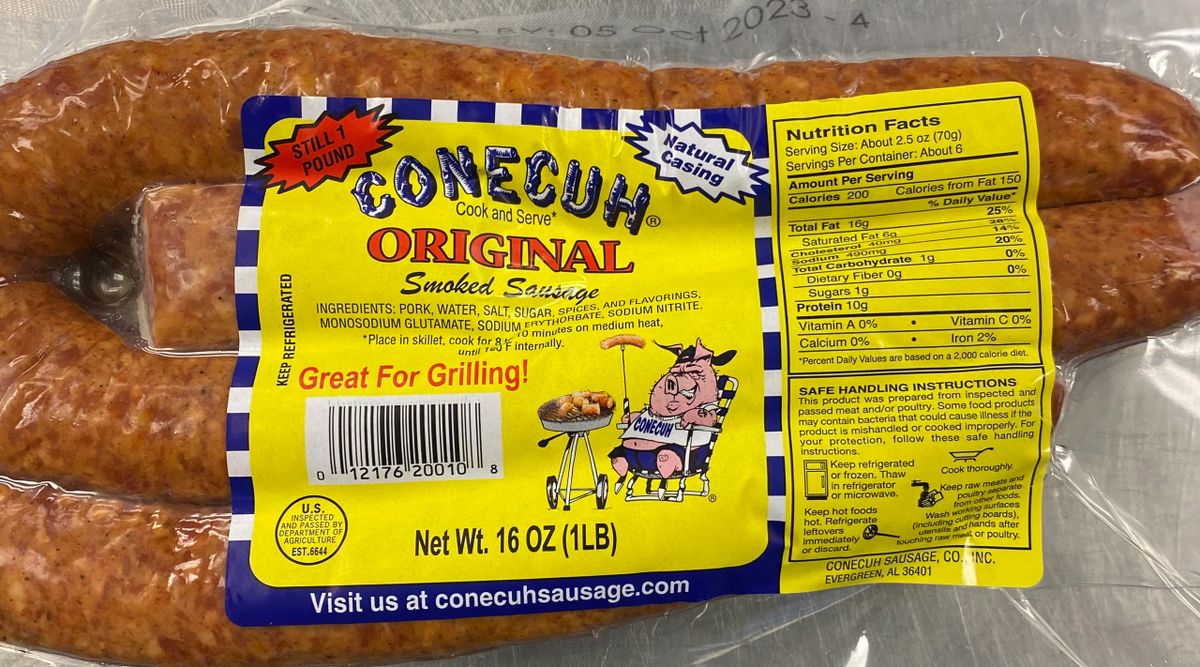 BY: 05 Oct 2023 - 4
STILL 1
POUND
CONECUH®
Natural
Casing
Cook and Serve*
ORIGINAL
Smoked Sausage
KEEP REFRIGERATED
INGREDIENTS: PORK, WATER, SALT, SUGAR, SPICES, AND FLAVORINGS,
MONOSODIUM GLUTAMATE, SODIUM ERYTHORBATE, SODIUM NITRITE.
*Place in skillet, cook for 8 10 minutes on medium heat,
until F internally.
Great For Grilling!
CONECUH
®
0 12176 20010 8
U.S.
INSPECTED
AND PASSED BY
DEPARTMENT OF
AGRICULTURE
EST.6644
Net Wt. 16 OZ (1LB)
Visit us at conecuhsausage.com
Nutrition Facts
Serving Size: About 2.5 oz (70g)
Servings Per Container: About 6
Amount Per Serving
Calories 200 Calories from Fat 150
% Daily Value*
Total Fat 16g 25%
Saturated Fat 6g 28%
Cholesterol 40mg 14%
Sodium 490mg 20%
Total Carbohydrate 1g 0%
Dietary Fiber 0g 0%
Sugars 1g
Protein 10g
Vitamin A 0% • Vitamin C 0%
Calcium 0% • Iron 2%
*Percent Daily Values are based on a 2,000 calorie diet.
SAFE HANDLING INSTRUCTIONS
This product was prepared from inspected and
passed meat and/or poultry. Some food products
may contain bacteria that could cause illness if the
product is mishandled or cooked improperly. For
your protection, follow these safe handling
instructions.
Keep refrigerated
or frozen. Thaw
in refrigerator
or microwave.
Cook thoroughly.
Keep raw meats and
poultry separate
from other foods.
Wash working surfaces
(including cutting boards),
utensils and hands after
touching raw meat or poultry.
Keep hot foods
hot. Refrigerate
leftovers
immediately
or discard.
CONECUH SAUSAGE, CO. INC.
EVERGREEN, AL 36401